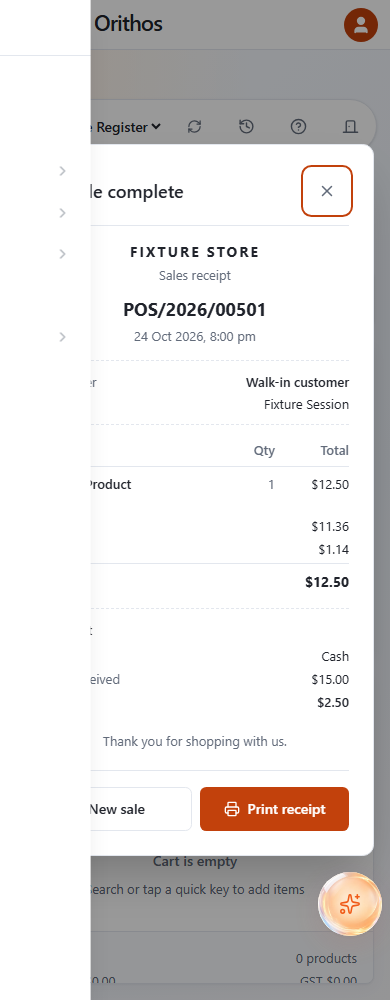 Orithos
Register
complete
FIXTURE STORE
Sales receipt
POS/2026/00501
24 Oct 2026, 8:00 pm
Walk-in customer
Fixture Session
Qty Total
Product 1 $12.50
$11.36
$1.14
$12.50
Cash
$15.00
$2.50
Thank you for shopping with us.
New sale Print receipt
Cart is empty
or tap a quick key to add items
0 products
GST $0.00